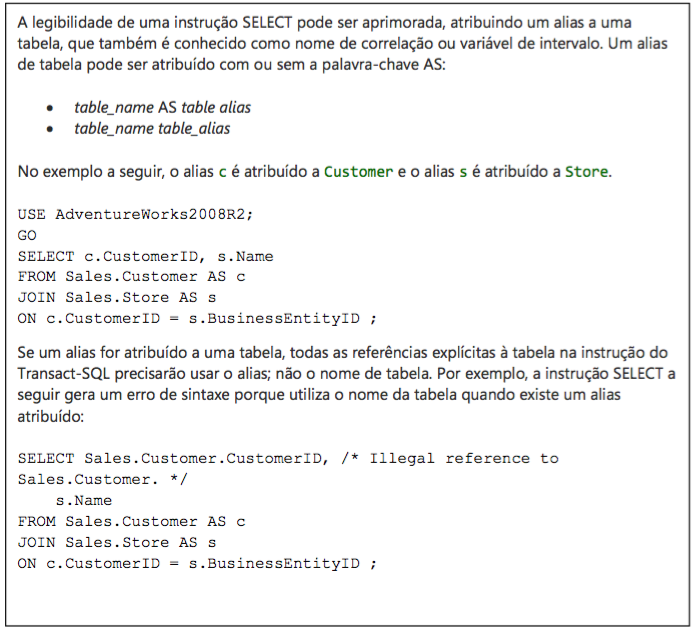 A legibilidade de uma instrução SELECT pode ser aprimorada, atribuindo um alias a uma
tabela, que também é conhecido como nome de correlação ou variável de intervalo. Um alias
de tabela pode ser atribuído com ou sem a palavra-chave AS:
• table_name AS table alias
• table_name table_alias
No exemplo a seguir, o alias c é atribuído a Customer e o alias s é atribuído a Store.
USE AdventureWorks2008R2;
GO
SELECT c.CustomerID, s.Name
FROM Sales.Customer AS c
JOIN Sales.Store AS s
ON c.CustomerID = s.BusinessEntityID ;
Se um alias for atribuído a uma tabela, todas as referências explícitas à tabela na instrução do
Transact-SQL precisarão usar o alias; não o nome de tabela. Por exemplo, a instrução SELECT a
seguir gera um erro de sintaxe porque utiliza o nome da tabela quando existe um alias
atribuído:
SELECT Sales.Customer.CustomerID, /* Illegal reference to
Sales.Customer. */
s.Name
FROM Sales.Customer AS c
JOIN Sales.Store AS s
ON c.CustomerID = s.BusinessEntityID ;